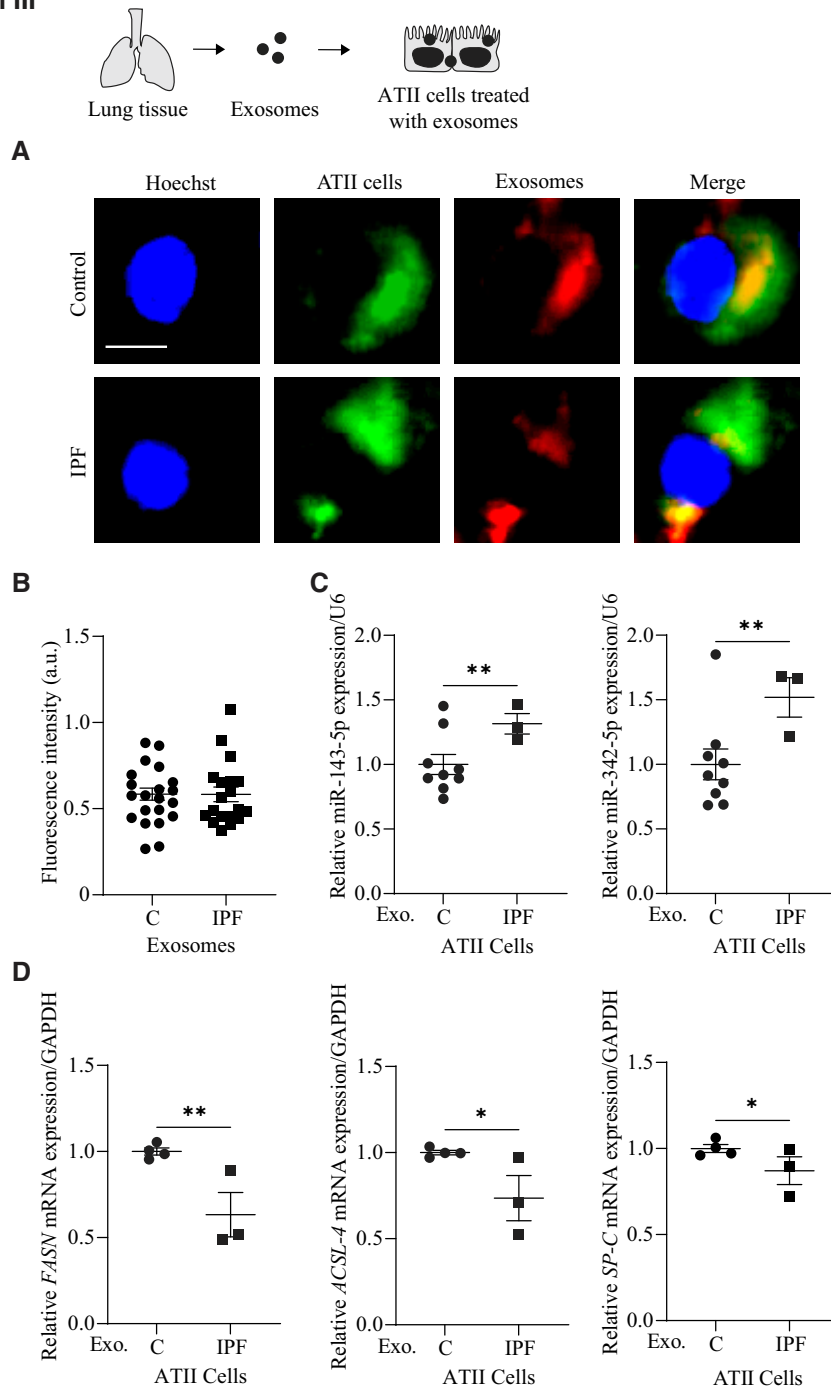 Lung tissue
Exosomes
ATII cells treated
with exosomes
A
Hoechst
ATII cells
Exosomes
Merge
Control
IPF
B
Fluorescence intensity (a.u.)
1.5
1.0
0.5
0
C
IPF
Exosomes
C
Relative miR-143-5p expression/U6
2.0
1.5
1.0
0.5
0.0
**
Exo.
C
IPF
ATII Cells
Relative miR-342-5p expression/U6
2.0
1.5
1.0
0.5
0.0
**
Exo.
C
IPF
ATII Cells
D
Relative FASN mRNA expression/GAPDH
1.5
1.0
0.5
0.0
**
Exo.
C
IPF
ATII Cells
Relative ACSL-4 mRNA expression/GAPDH
1.5
1.0
0.5
0.0
*
Exo.
C
IPF
ATII Cells
Relative SP-C mRNA expression/GAPDH
1.5
1.0
0.5
0.0
*
Exo.
C
IPF
ATII Cells